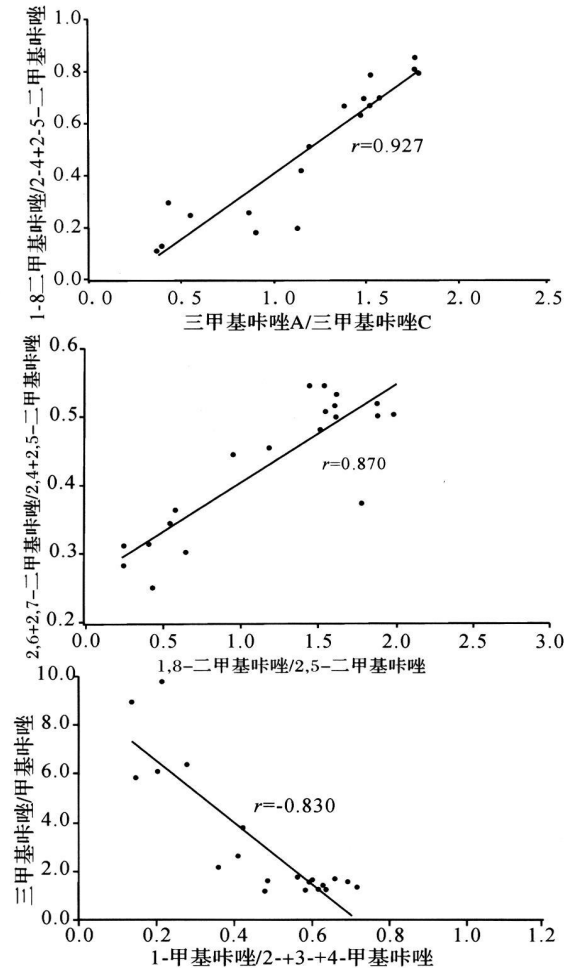 1-8二甲基咔唑/2-4+2-5-二甲基咔唑
1.0
0.8
0.6
0.4
0.2
0.0
r=0.927
0.0 0.5 1.0 1.5 2.0 2.5
三甲基咔唑A/三甲基咔唑C
2,6+2,7-二甲基咔唑/2,4+2,5-二甲基咔唑
0.6
0.5
0.4
0.3
0.2
r=0.870
0.0 0.5 1.0 1.5 2.0 2.5 3.0
1,8-二甲基咔唑/2,5-二甲基咔唑
三甲基咔唑/甲基咔唑
10.0
8.0
6.0
4.0
2.0
0.0
r=-0.830
0.0 0.2 0.4 0.6 0.8 1.0 1.2
1-甲基咔唑/2-+3-+4-甲基咔唑